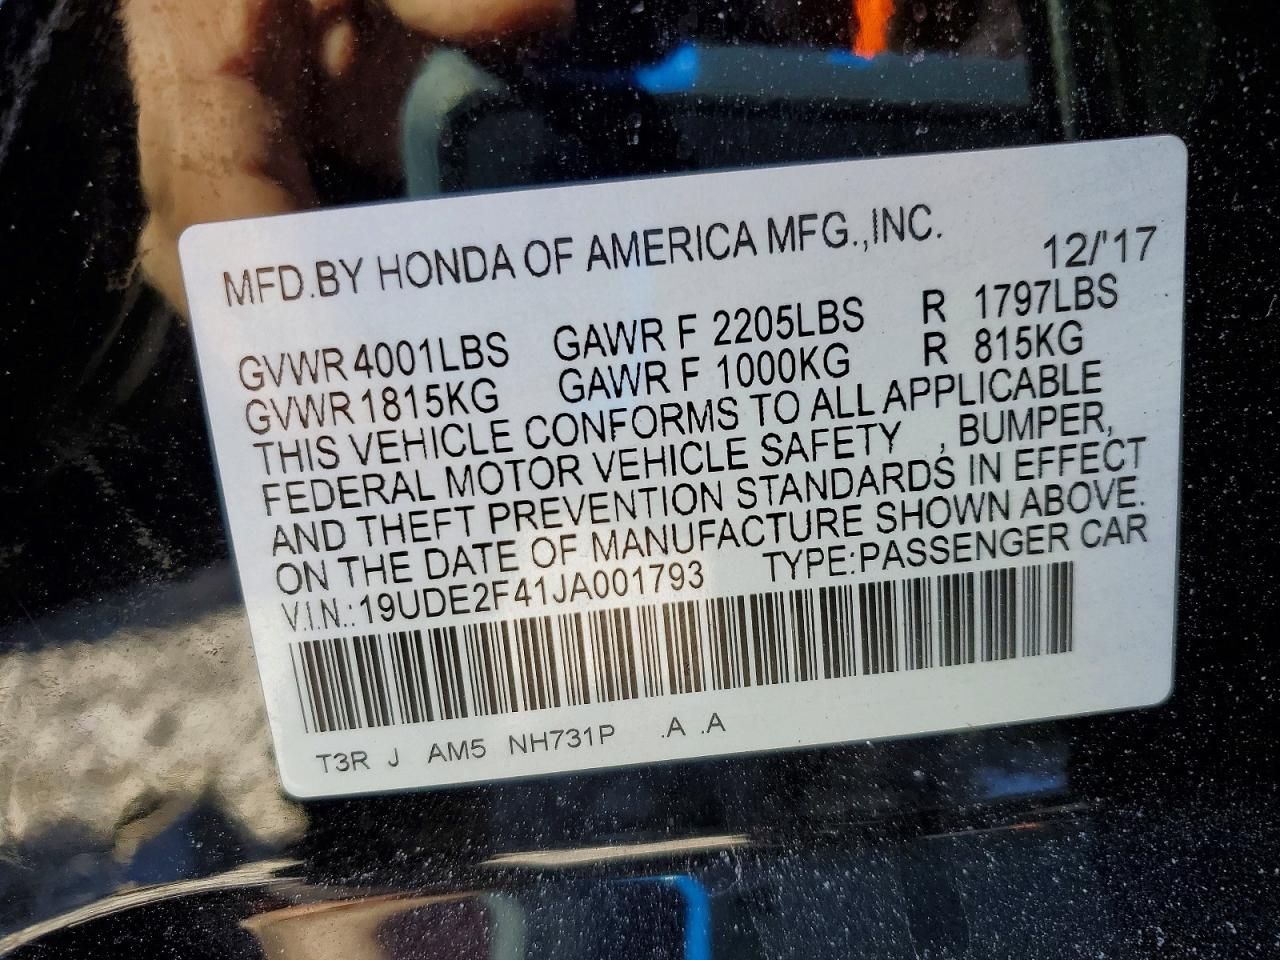 MFD.BY HONDA OF AMERICA MFG.,INC.
12/'17
GVWR 4001LBS GAWR F 2205LBS R 1797LBS
GVWR 1815KG GAWR F 1000KG R 815KG
THIS VEHICLE CONFORMS TO ALL APPLICABLE
FEDERAL MOTOR VEHICLE SAFETY , BUMPER,
AND THEFT PREVENTION STANDARDS IN EFFECT
ON THE DATE OF MANUFACTURE SHOWN ABOVE.
V.I.N.: 19UDE2F41JA001793 TYPE:PASSENGER CAR
T3R J AM5 NH731P .A .A